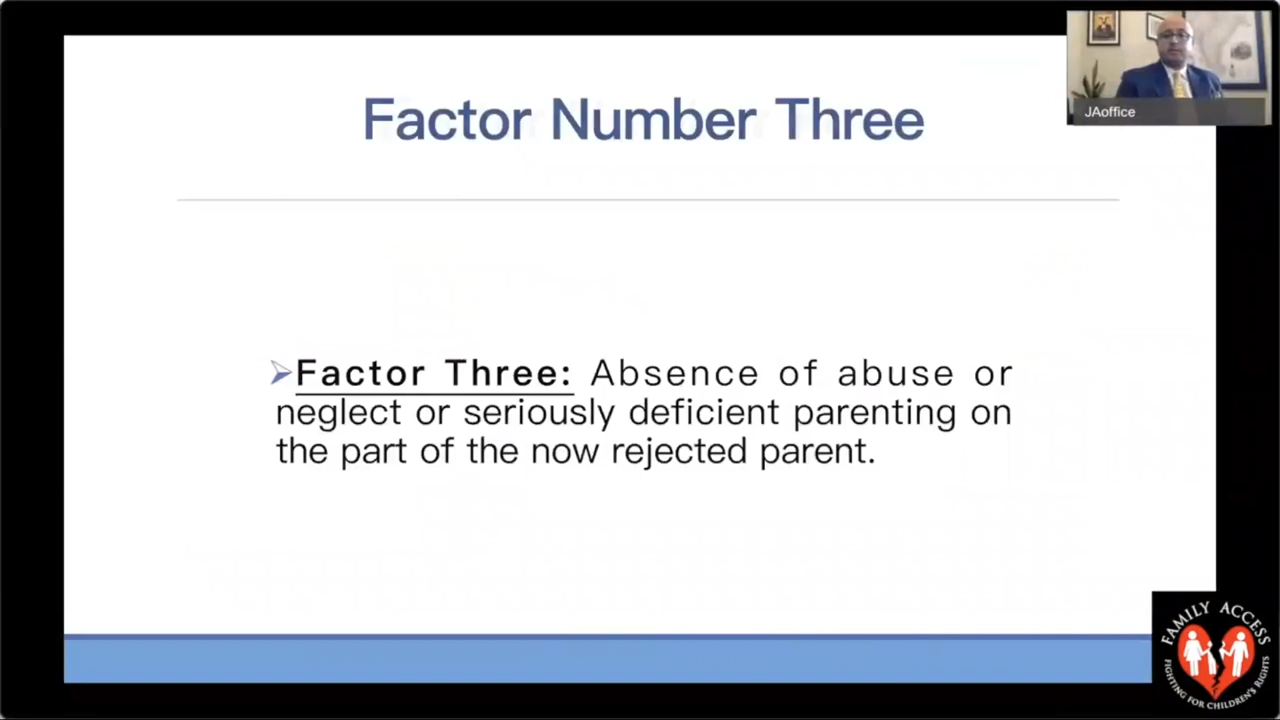 Factor Number Three
JAoffice
➢Factor Three: Absence of abuse or
neglect or seriously deficient parenting on
the part of the now rejected parent.
FAMILY ACCESS
FIGHTING FOR CHILDREN'S RIGHTS